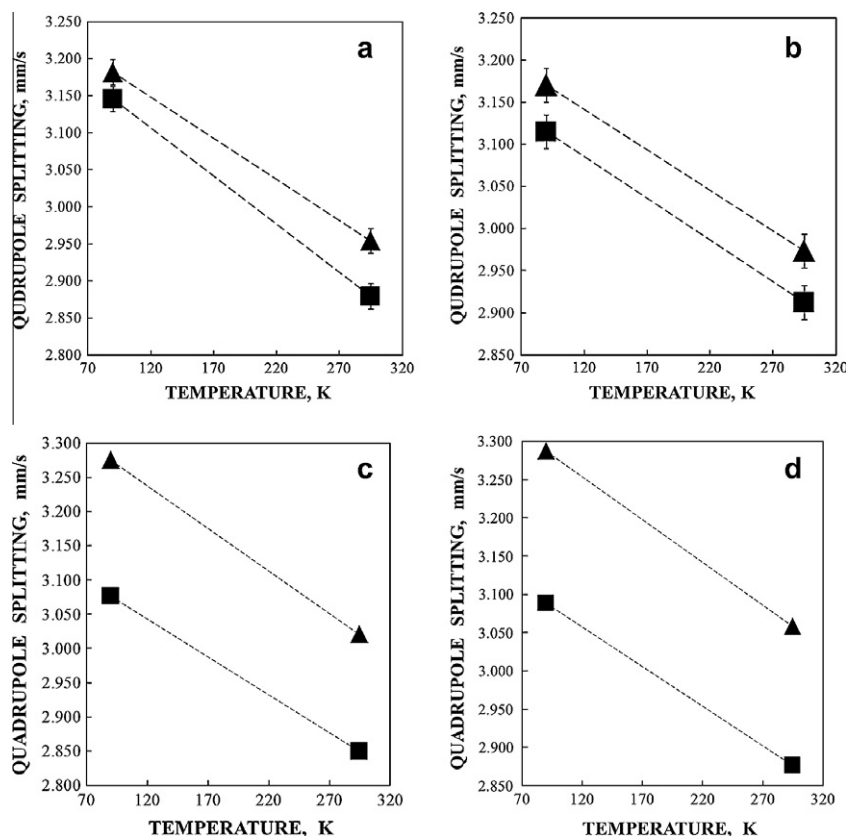 a
QUDRUPOLE SPLITTING, mm/s
3.250
3.200
3.150
3.100
3.050
3.000
2.950
2.900
2.850
2.800
70 120 170 220 270 320
TEMPERATURE, K
b
QUDRUPOLE SPLITTING, mm/s
3.250
3.200
3.150
3.100
3.050
3.000
2.950
2.900
2.850
70 120 170 220 270 320
TEMPERATURE, K
c
QUADRUPOLE SPLITTING, mm/s
3.300
3.250
3.200
3.150
3.100
3.050
3.000
2.950
2.900
2.850
2.800
70 120 170 220 270 320
TEMPERATURE, K
d
QUADRUPOLE SPLITTING, mm/s
3.300
3.250
3.200
3.150
3.100
3.050
3.000
2.950
2.900
2.850
70 120 170 220 270 320
TEMPERATURE, K